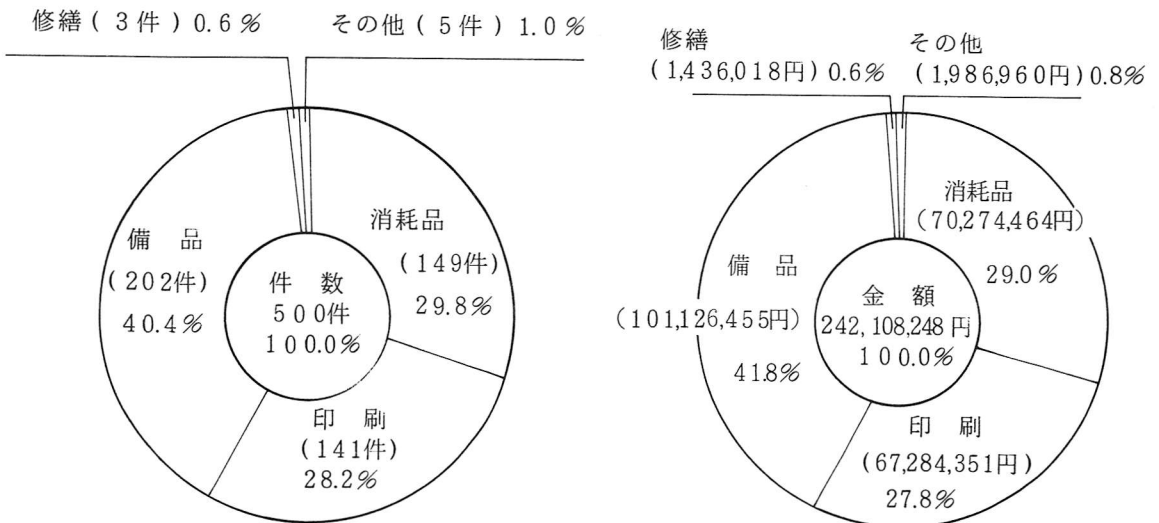 修繕(3件)0.6%
その他(5件)1.0%
消耗品
(149件)
29.8%
備品
(202件)
40.4%
件数
500件
100.0%
印刷
(141件)
28.2%
修繕
(1,436,018円)0.6%
その他
(1,986,960円)0.8%
消耗品
(70,274,464円)
29.0%
備品
(101,126,455円)
41.8%
金額
242,108,248円
100.0%
印刷
(67,284,351円)
27.8%